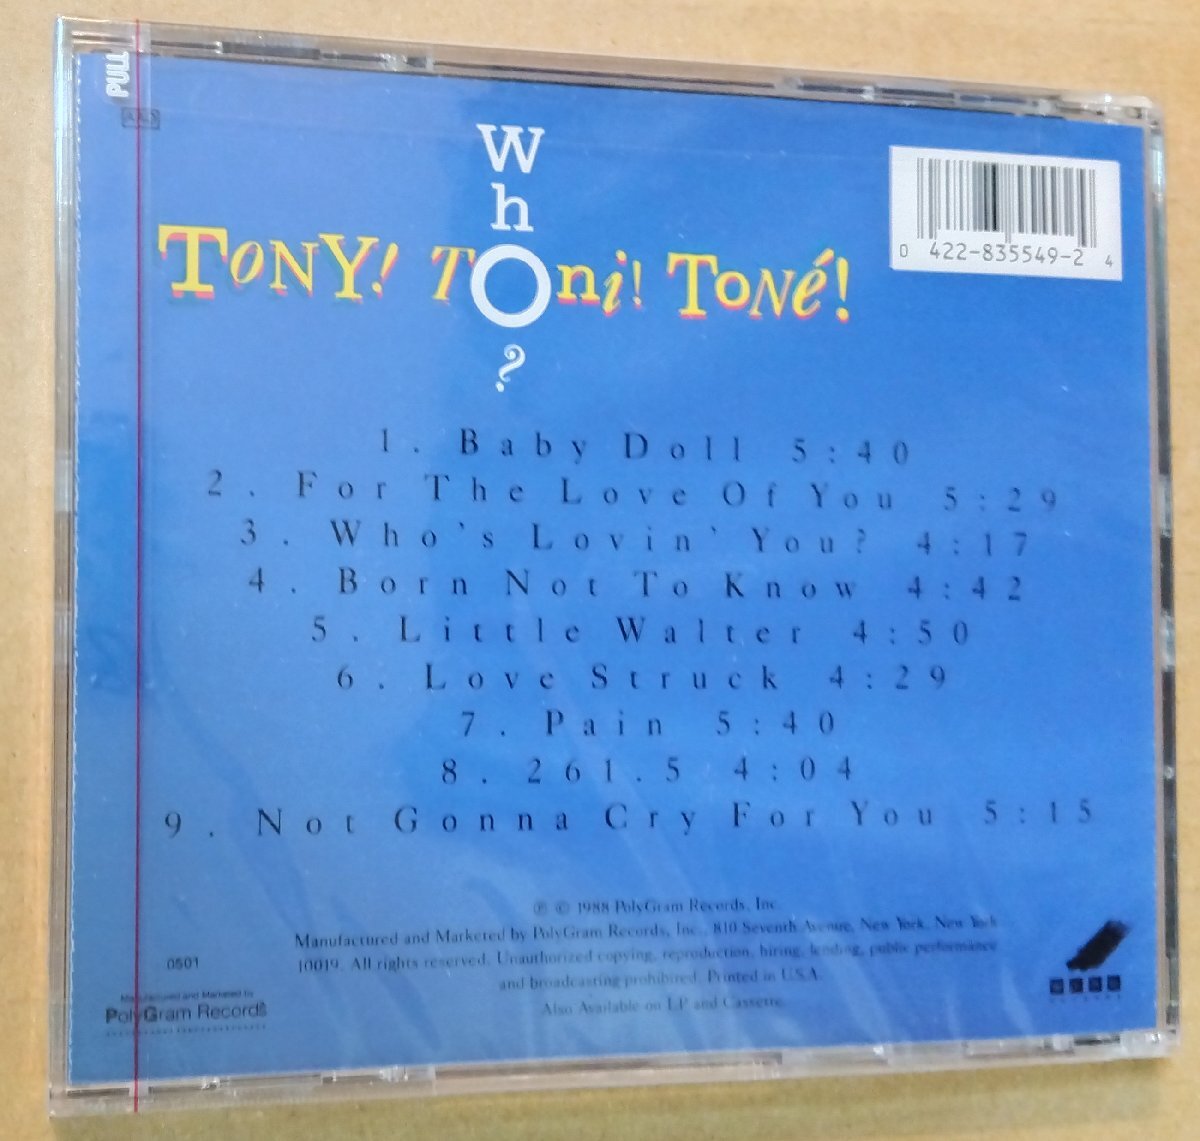 PULL
Who?
TONY! TOni! TONé!
0 422-835549-2 4
1. Baby Doll 5:40
2. For The Love Of You 5:29
3. Who's Lovin' You? 4:17
4. Born Not To Know 4:42
5. Little Walter 4:50
6. Love Struck 4:29
7. Pain 5:40
8. 261.5 4:04
9. Not Gonna Cry For You 5:15
℗ © 1988 PolyGram Records, Inc.
Manufactured and Marketed by PolyGram Records, Inc., 810 Seventh Avenue, New York, New York
10019. All rights reserved. Unauthorized copying, reproduction, hiring, lending, public performance
and broadcasting prohibited. Printed in U.S.A.
Also Available on LP and Cassette.
0501
Manufactured and Marketed by
PolyGram Records